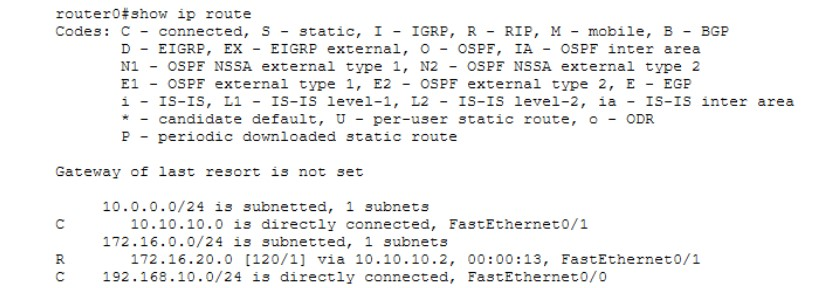 router0#show ip route
Codes: C - connected, S - static, I - IGRP, R - RIP, M - mobile, B - BGP
D - EIGRP, EX - EIGRP external, O - OSPF, IA - OSPF inter area
N1 - OSPF NSSA external type 1, N2 - OSPF NSSA external type 2
E1 - OSPF external type 1, E2 - OSPF external type 2, E - EGP
i - IS-IS, L1 - IS-IS level-1, L2 - IS-IS level-2, ia - IS-IS inter area
* - candidate default, U - per-user static route, o - ODR
P - periodic downloaded static route
Gateway of last resort is not set
10.0.0.0/24 is subnetted, 1 subnets
C 10.10.10.0 is directly connected, FastEthernet0/1
172.16.0.0/24 is subnetted, 1 subnets
R 172.16.20.0 [120/1] via 10.10.10.2, 00:00:13, FastEthernet0/1
C 192.168.10.0/24 is directly connected, FastEthernet0/0